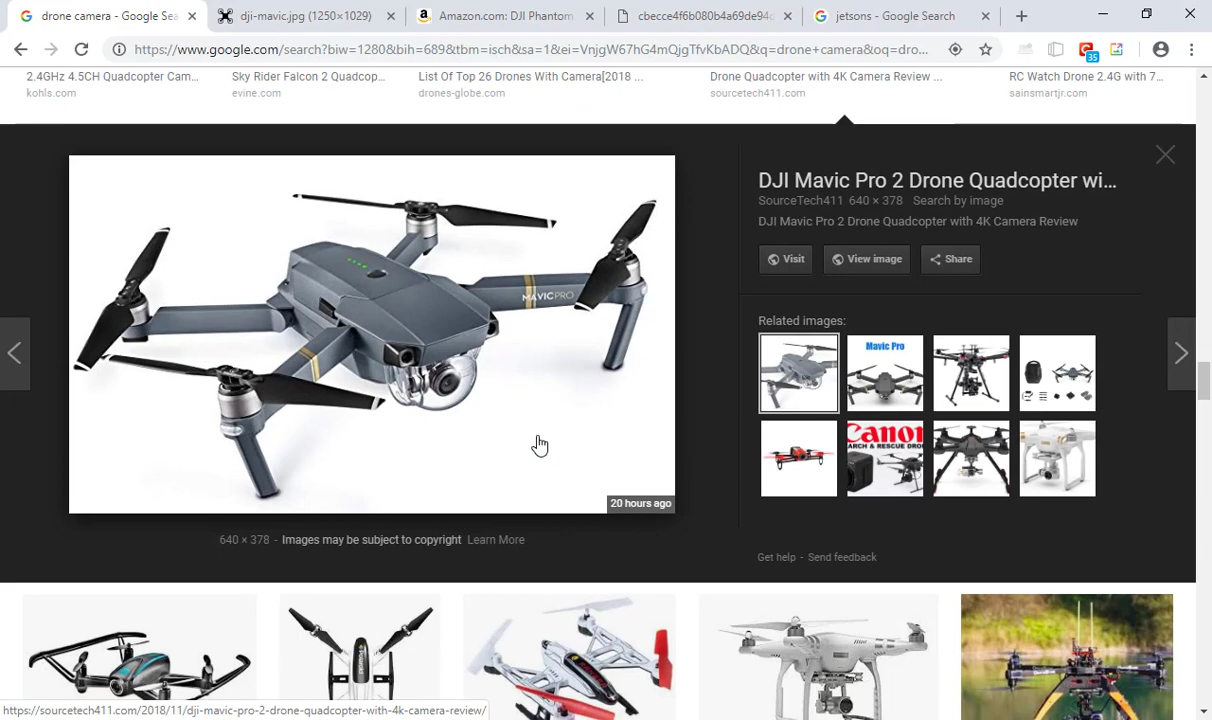 drone camera - Google Sea
dji-mavic.jpg (1250×1029)
Amazon.com: DJI Phantom
cbecce4f6b080b4a69de94d
jetsons - Google Search
https://www.google.com/search?biw=1280&bih=689&tbm=isch&sa=1&ei=VnjgW67hG4mQjgTfvKbADQ&q=drone+camera&oq=dro...
35
2.4GHz 4.5CH Quadcopter Cam...
kohls.com
Sky Rider Falcon 2 Quadcop...
evine.com
List Of Top 26 Drones With Camera[2018 ...
drones-globe.com
Drone Quadcopter with 4K Camera Review ...
sourcetech411.com
RC Watch Drone 2.4G with 7...
sainsmartjr.com
MAVIC PRO
20 hours ago
640 × 378 - Images may be subject to copyright Learn More
DJI Mavic Pro 2 Drone Quadcopter wi...
SourceTech411 640 × 378 Search by image
DJI Mavic Pro 2 Drone Quadcopter with 4K Camera Review
Visit
View image
Share
Related images:
Mavic Pro
Canon
SEARCH & RESCUE DRO
Get help - Send feedback
https://sourcetech411.com/2018/11/dji-mavic-pro-2-drone-quadcopter-with-4k-camera-review/